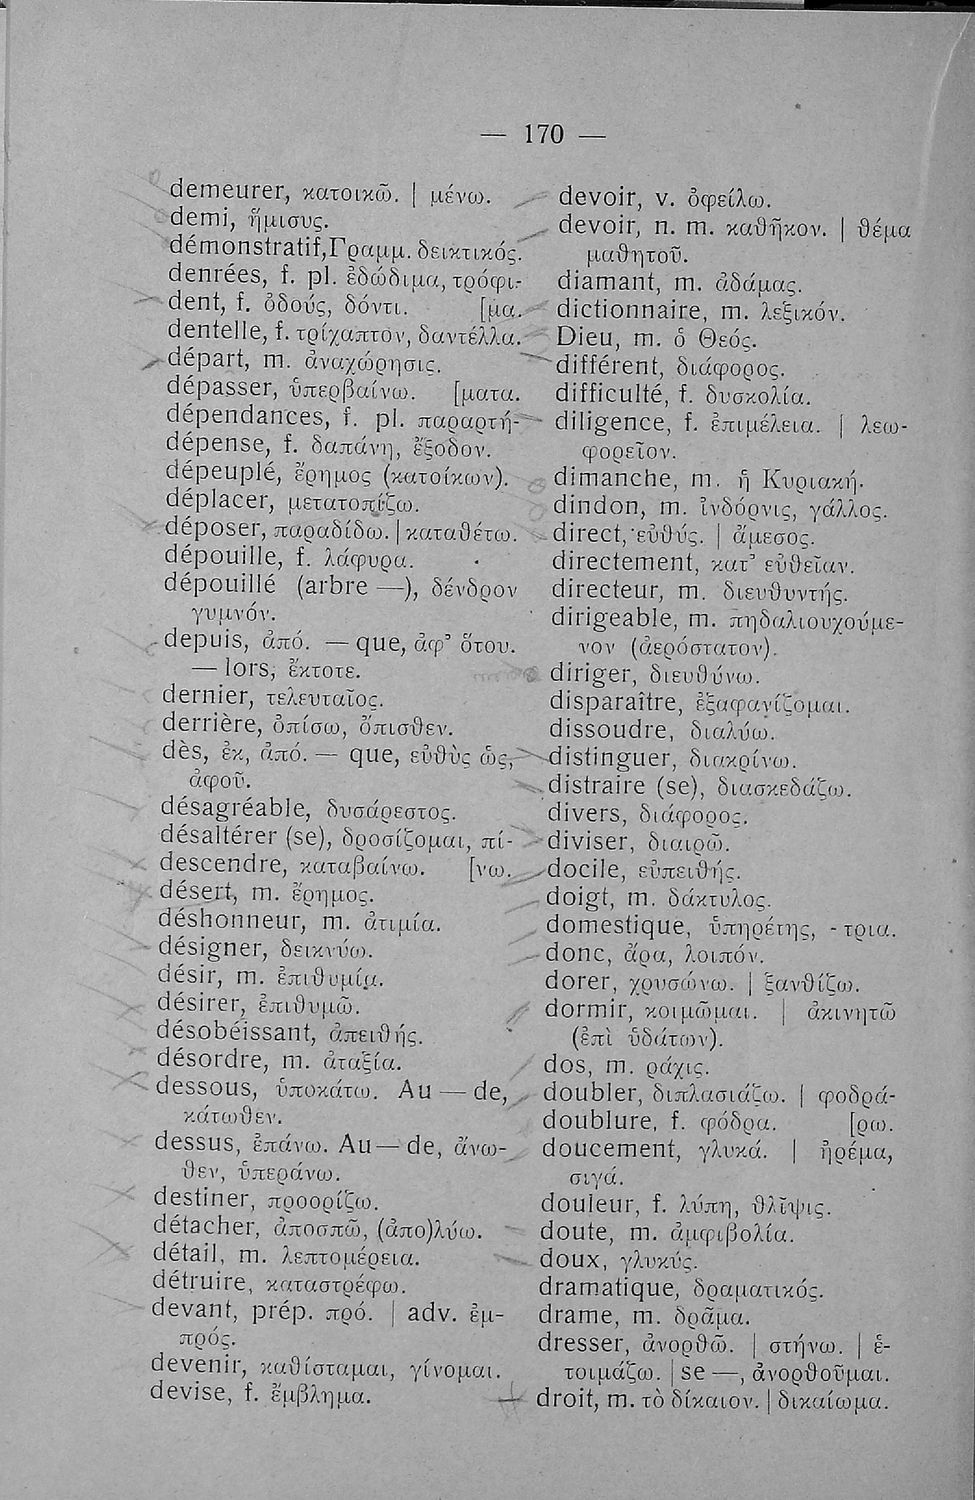 — 170 —
demeurer, κατοικῶ. | μένω.
demi, ἥμισυς.
démonstratif, Γραμμ. δεικτικός.
denrées, f. pl. ἐδώδιμα, τρόφι-
dent, f. ὀδούς, δόντι. [μα.
dentelle, f. τρίχαπτον, δαντέλλα.
départ, m. ἀναχώρησις.
dépasser, ὑπερβαίνω. [ματα.
dépendances, f. pl. παραρτή-
dépense, f. δαπάνη, ἔξοδον.
dépeuplé, ἔρημος (κατοίκων).
déplacer, μετατοπίζω.
déposer, παραδίδω. | καταθέτω.
dépouille, f. λάφυρα.
dépouillé (arbre —), δένδρον
γυμνόν.
depuis, ἀπό. — que, ἀφ' ὅτου.
— lors, ἔκτοτε.
dernier, τελευταῖος.
derrière, ὀπίσω, ὄπισθεν.
dès, ἐκ, ἀπό. — que, εὐθὺς ὡς,
ἀφοῦ.
désagréable, δυσάρεστος.
désaltérer (se), δροσίζομαι, πί-
descendre, καταβαίνω. [νω.
désert, m. ἔρημος.
déshonneur, m. ἀτιμία.
désigner, δεικνύω.
désir, m. ἐπιθυμία.
désirer, ἐπιθυμῶ.
désobéissant, ἀπειθής.
désordre, m. ἀταξία.
dessous, ὑποκάτω. Au — de,
κάτωθεν.
dessus, ἐπάνω. Au — de, ἄνω-
θεν, ὑπεράνω.
destiner, προορίζω.
détacher, ἀποσπῶ, (ἀπο)λύω.
détail, m. λεπτομέρεια.
détruire, καταστρέφω.
devant, prép. πρό. | adv. ἐμ-
πρός.
devenir, καθίσταμαι, γίνομαι.
devise, f. ἔμβλημα.
devoir, v. ὀφείλω.
devoir, n. m. καθῆκον. | θέμα
μαθητοῦ.
diamant, m. ἀδάμας.
dictionnaire, m. λεξικόν.
Dieu, m. ὁ Θεός.
différent, διάφορος.
difficulté, f. δυσκολία.
diligence, f. ἐπιμέλεια. | λεω-
φορεῖον.
dimanche, m. ἡ Κυριακή.
dindon, m. ἰνδόρνις, γάλλος.
direct, εὐθύς. | ἄμεσος.
directement, κατ' εὐθεῖαν.
directeur, m. διευθυντής.
dirigeable, m. πηδαλιουχούμε-
νον (ἀερόστατον).
diriger, διευθύνω.
disparaître, ἐξαφανίζομαι.
dissoudre, διαλύω.
distinguer, διακρίνω.
distraire (se), διασκεδάζω.
divers, διάφορος.
diviser, διαιρῶ.
docile, εὐπειθής.
doigt, m. δάκτυλος.
domestique, ὑπηρέτης, -τρια.
donc, ἄρα, λοιπόν.
dorer, χρυσώνω. | ξανθίζω.
dormir, κοιμῶμαι. | ἀκινητῶ
(ἐπὶ ὑδάτων).
dos, m. ράχις.
doubler, διπλασιάζω. | φοδρά-
doublure, f. φόδρα. [ρω.
doucement, γλυκά. | ἠρέμα,
σιγά.
douleur, f. λύπη, θλῖψις.
doute, m. ἀμφιβολία.
doux, γλυκύς.
dramatique, δραματικός.
drame, m. δρᾶμα.
dresser, ἀνορθῶ. | στήνω. | ἑ-
τοιμάζω. | se —, ἀνορθοῦμαι.
droit, m. τὸ δίκαιον. | δικαίωμα.